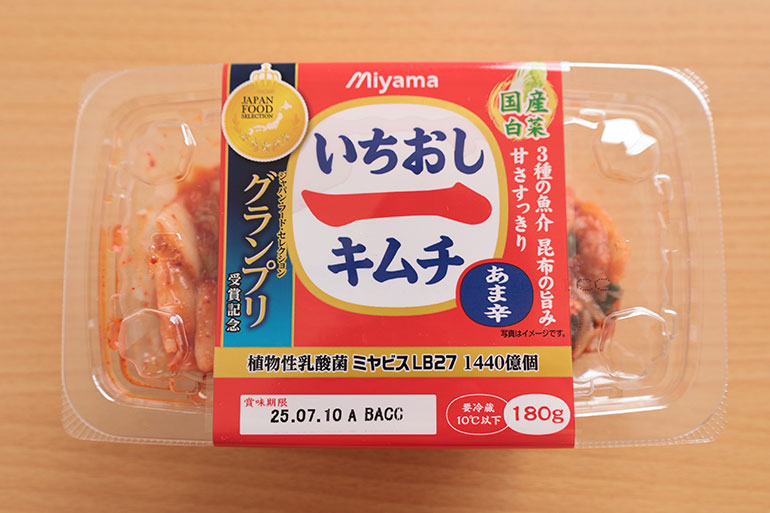 Miyama
JAPAN
FOOD
SELECTION
ジャパン・フード・セレクション
グランプリ
受賞記念
いちおし
一
キムチ
国産
白菜
3種の魚介 昆布の旨み
甘さすっきり
あま辛
写真はイメージです。
植物性乳酸菌 ミヤビスLB27 1440億個
賞味期限
25.07.10 A BACC
要冷蔵
10℃以下
180g